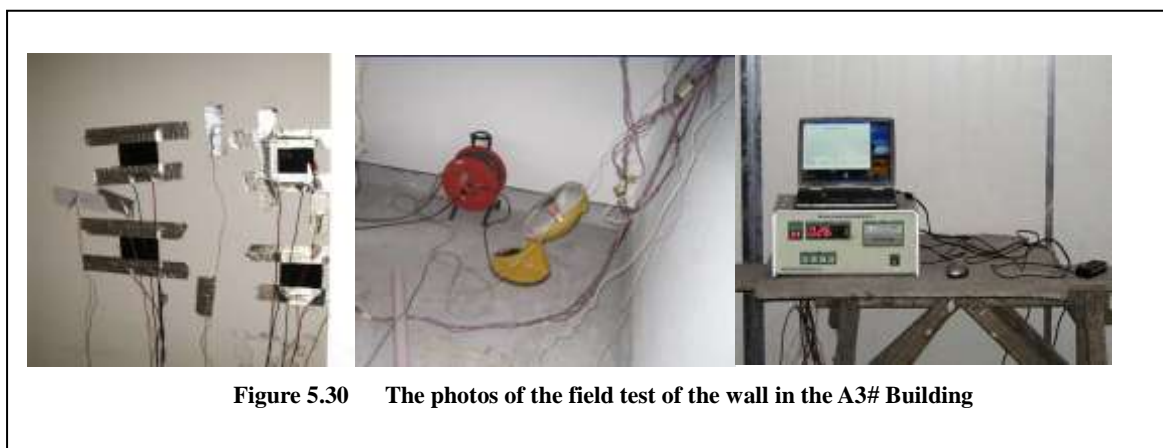 Figure 5.30 The photos of the field test of the wall in the A3# Building